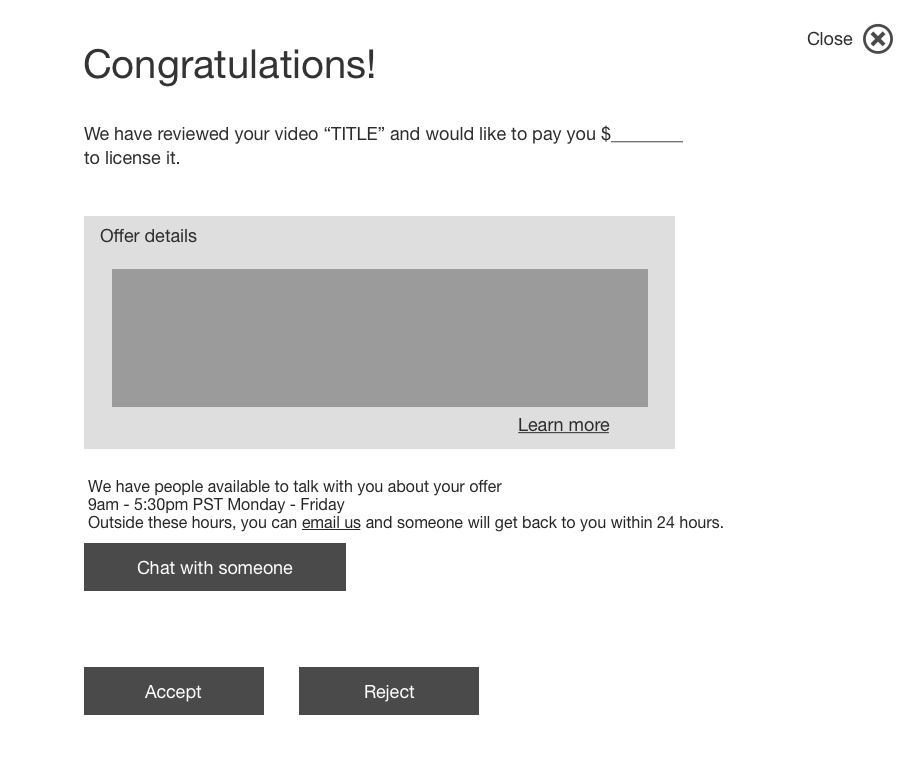 Close
Congratulations!
We have reviewed your video “TITLE” and would like to pay you $________
to license it.
Offer details
Learn more
We have people available to talk with you about your offer
9am - 5:30pm PST Monday - Friday
Outside these hours, you can email us and someone will get back to you within 24 hours.
Chat with someone
Accept
Reject